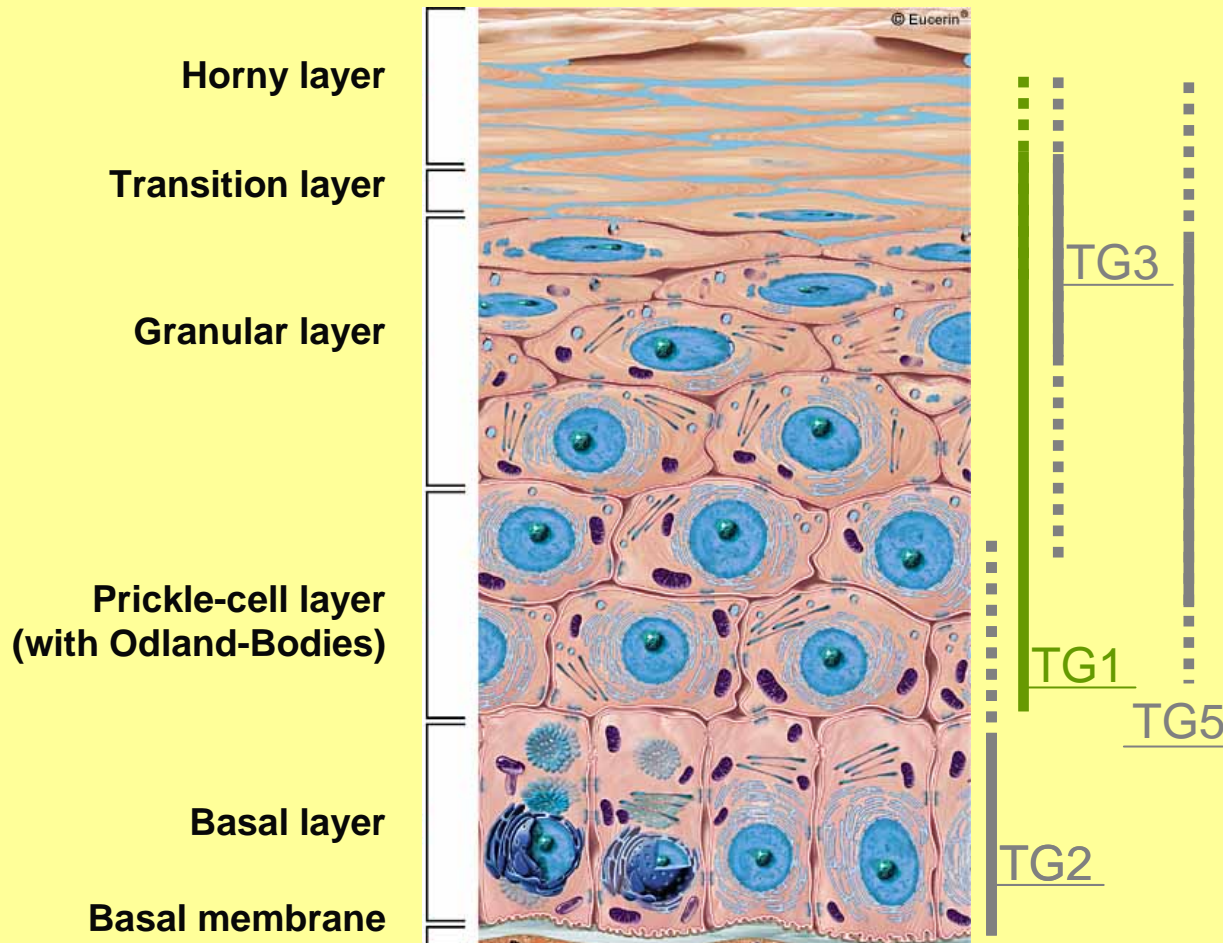 © Eucerin®
Horny layer
Transition layer
TG3
Granular layer
Prickle-cell layer
(with Odland-Bodies)
TG1
TG5
Basal layer
TG2
Basal membrane